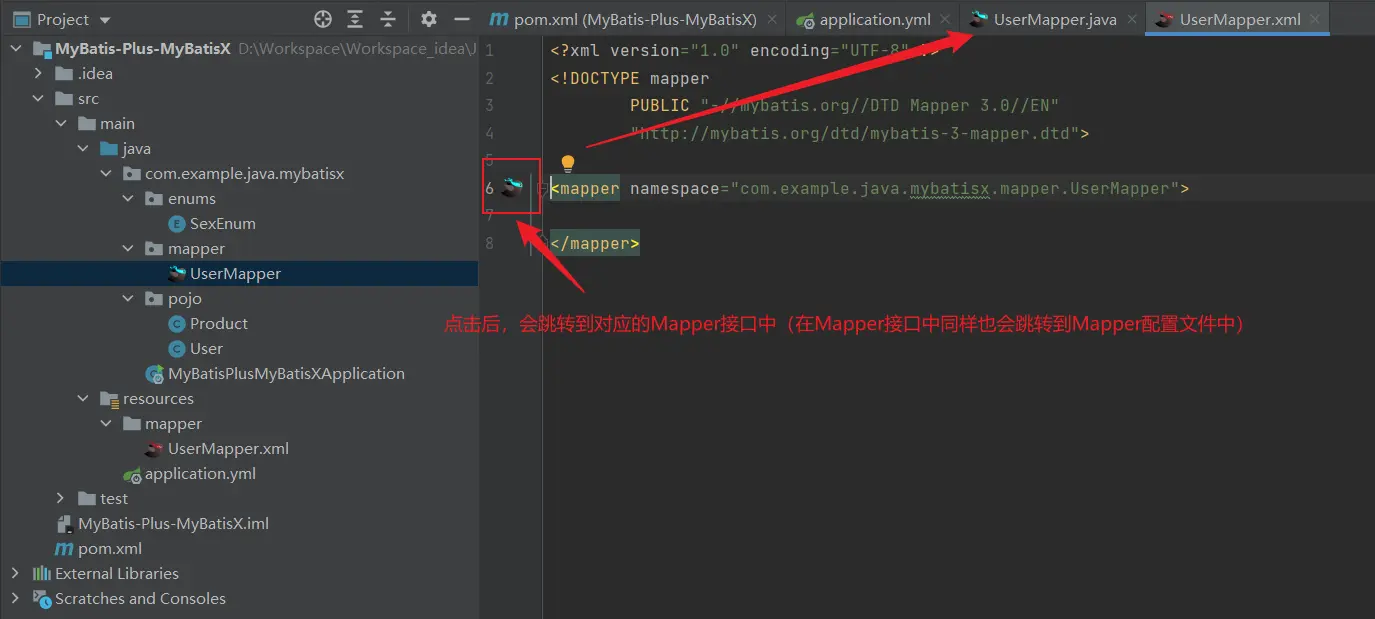 Project
pom.xml (MyBatis-Plus-MyBatisX)
application.yml
UserMapper.java
UserMapper.xml
MyBatis-Plus-MyBatisX D:\Workspace\Workspace_idea\J
.idea
src
main
java
com.example.java.mybatisx
enums
SexEnum
mapper
UserMapper
pojo
Product
User
MyBatisPlusMyBatisXApplication
resources
mapper
UserMapper.xml
application.yml
test
MyBatis-Plus-MyBatisX.iml
pom.xml
External Libraries
Scratches and Consoles
1 <?xml version="1.0" encoding="UTF-8" ?>
2 <!DOCTYPE mapper
3 PUBLIC "-//mybatis.org//DTD Mapper 3.0//EN"
4 "http://mybatis.org/dtd/mybatis-3-mapper.dtd">
5
6 <mapper namespace="com.example.java.mybatisx.mapper.UserMapper">
7
8 </mapper>
点击后，会跳转到对应的Mapper接口中（在Mapper接口中同样也会跳转到Mapper配置文件中）